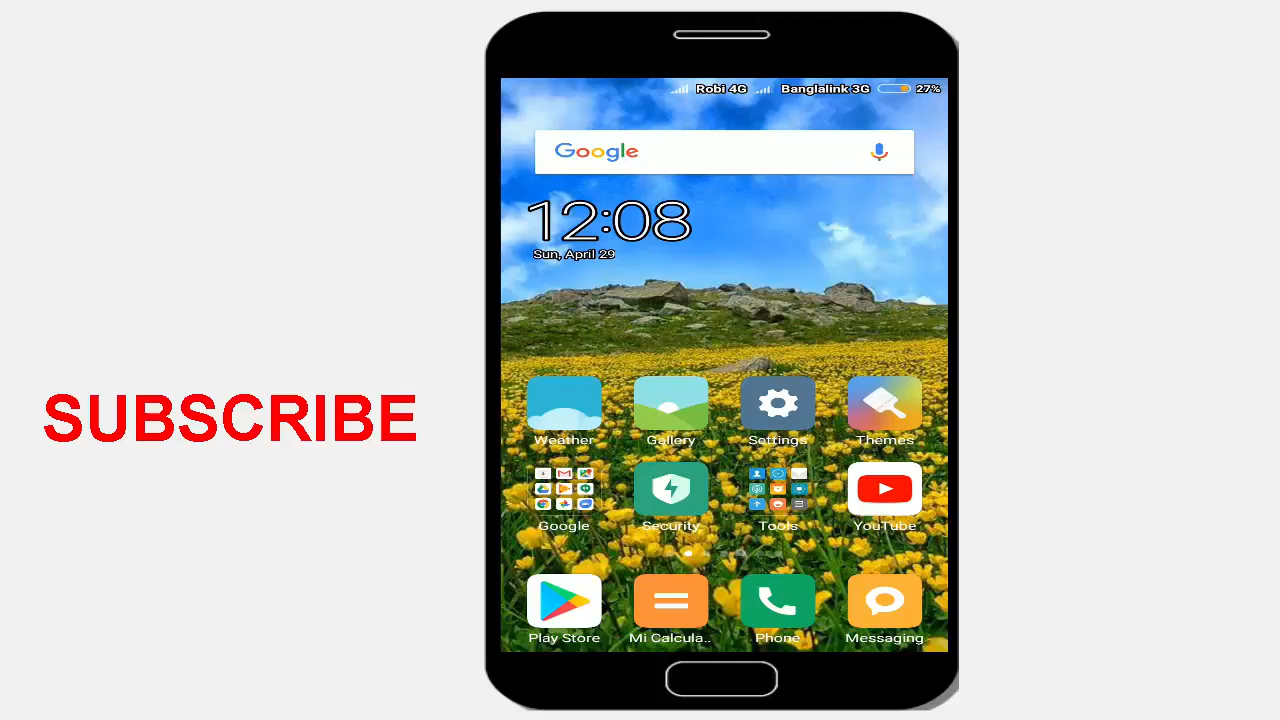 Robi 4G Banglalink 3G 27%
Google
12:08
Sun, April 29
SUBSCRIBE
Weather Gallery Settings Themes
Google Security Tools YouTube
Play Store Mi Calcula.. Phone Messaging